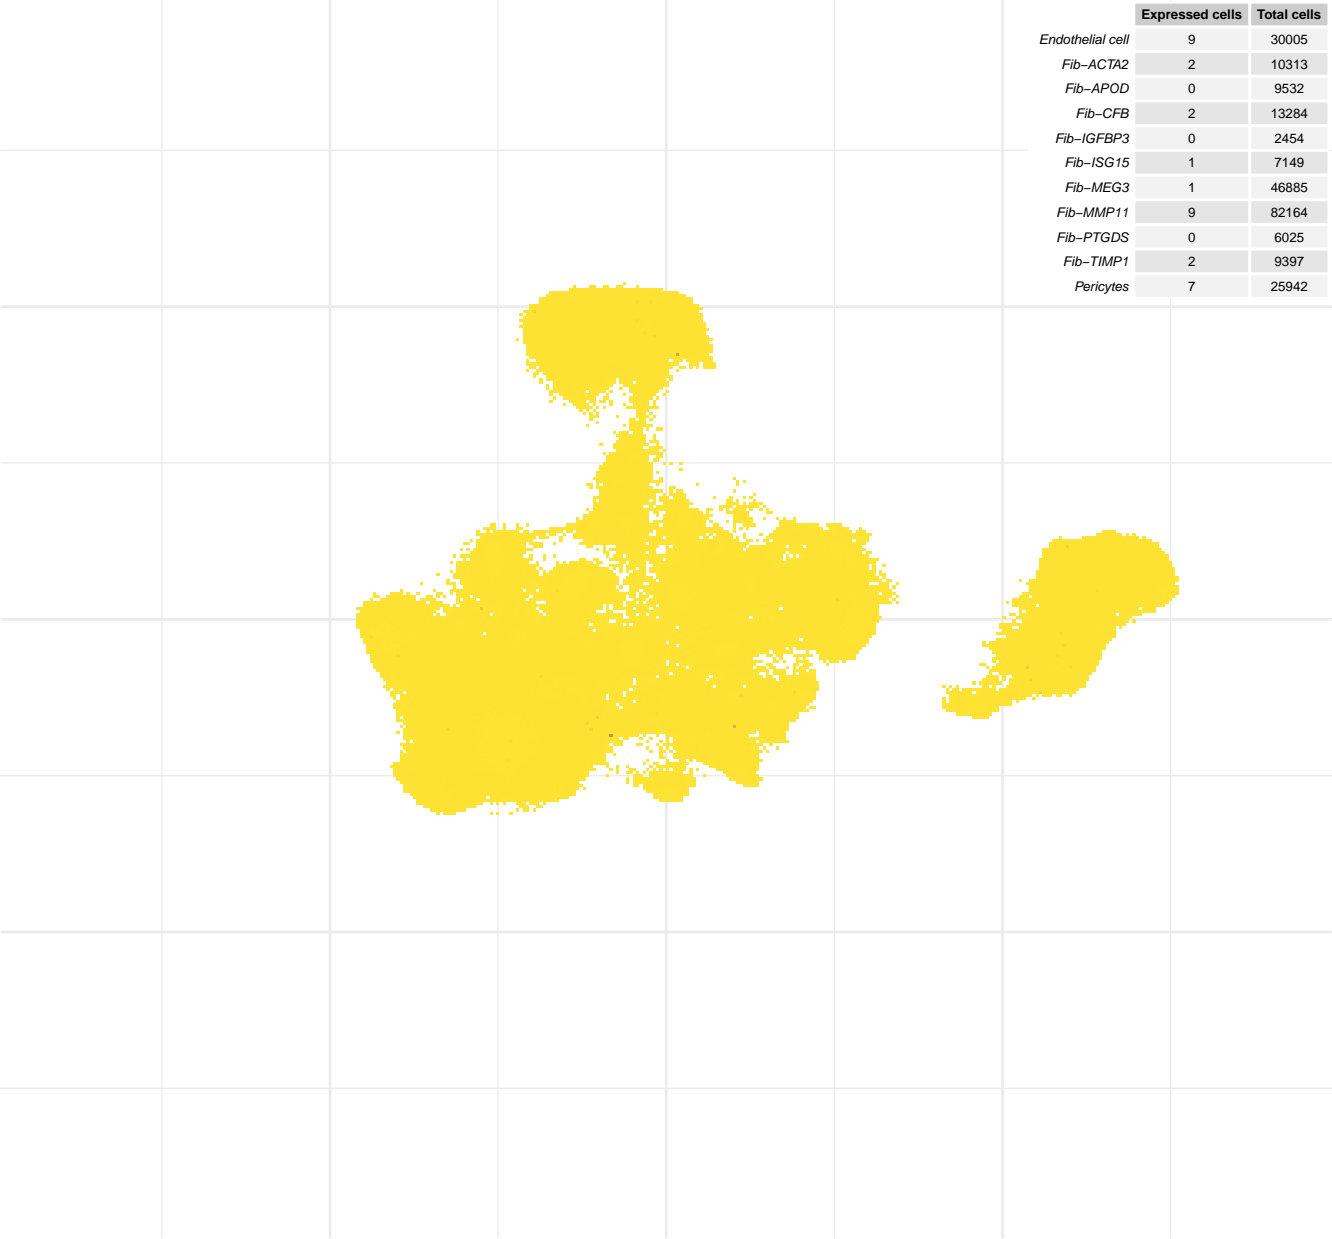 Expressed cells Total cells
Endothelial cell 9 30005
Fib−ACTA2 2 10313
Fib−APOD 0 9532
Fib−CFB 2 13284
Fib−IGFBP3 0 2454
Fib−ISG15 1 7149
Fib−MEG3 1 46885
Fib−MMP11 9 82164
Fib−PTGDS 0 6025
Fib−TIMP1 2 9397
Pericytes 7 25942